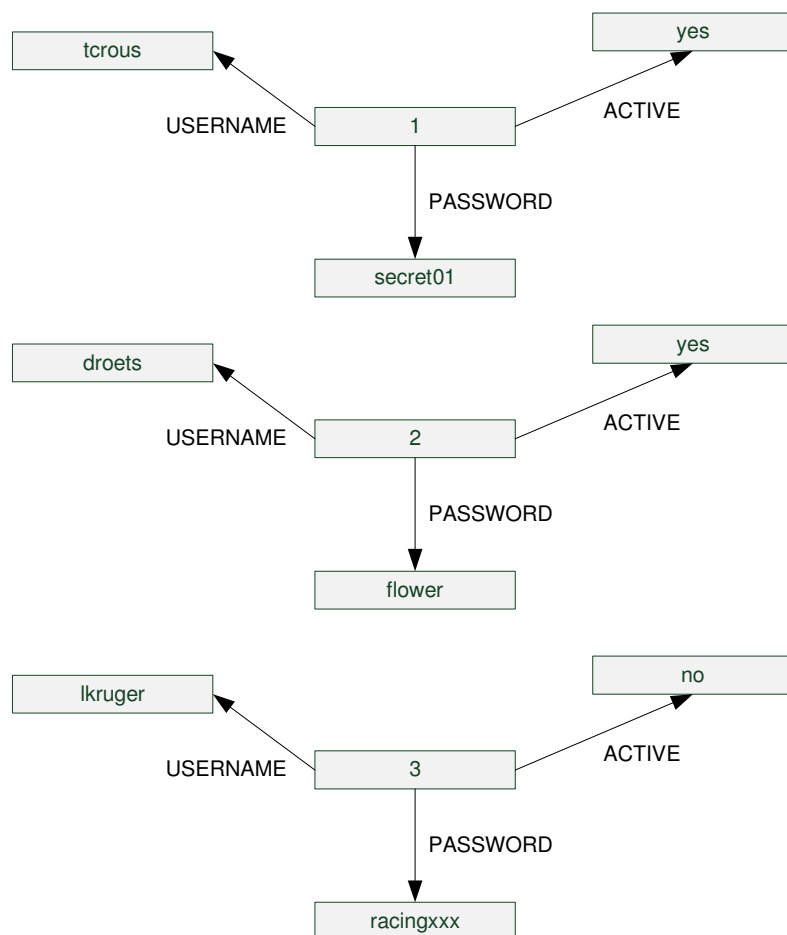 yes
tcrous
1
USERNAME
ACTIVE
PASSWORD
secret01
yes
droets
2
USERNAME
ACTIVE
PASSWORD
flower
no
lkruger
3
USERNAME
ACTIVE
PASSWORD
racingxxx